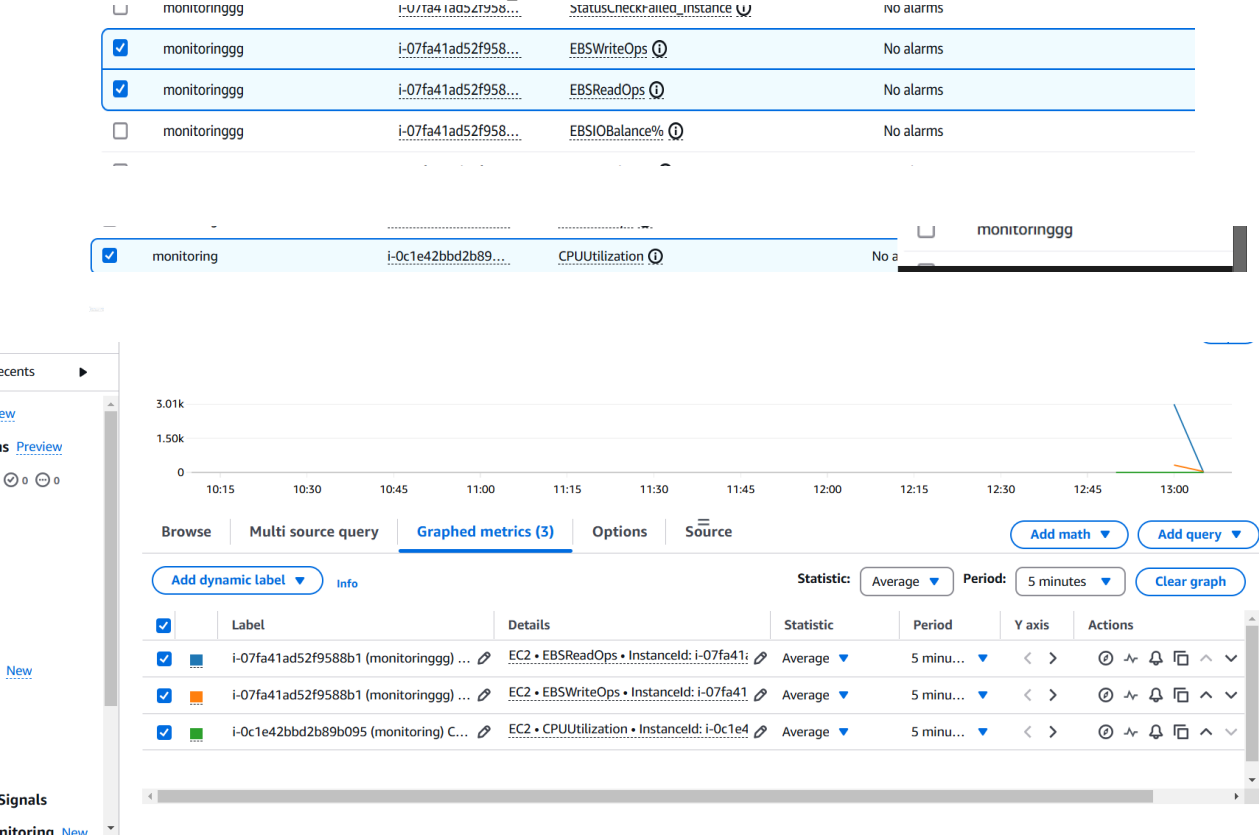 monitoringgg i-07fa41ad52f958... StatusCheckFailed_Instance No alarms
monitoringgg i-07fa41ad52f958... EBSWriteOps No alarms
monitoringgg i-07fa41ad52f958... EBSReadOps No alarms
monitoringgg i-07fa41ad52f958... EBSIOBalance% No alarms
monitoringgg
monitoring i-0c1e42bbd2b89... CPUUtilization No a
ecents
ew
ns Preview
0 0
New
Signals
nitoring New
3.01k
1.50k
0
10:15 10:30 10:45 11:00 11:15 11:30 11:45 12:00 12:15 12:30 12:45 13:00
Browse Multi source query Graphed metrics (3) Options Source Add math Add query
Add dynamic label Info Statistic: Average Period: 5 minutes Clear graph
Label Details Statistic Period Y axis Actions
i-07fa41ad52f9588b1 (monitoringgg) ... EC2 • EBSReadOps • InstanceId: i-07fa41 Average 5 minu...
i-07fa41ad52f9588b1 (monitoringgg) ... EC2 • EBSWriteOps • InstanceId: i-07fa41 Average 5 minu...
i-0c1e42bbd2b89b095 (monitoring) C... EC2 • CPUUtilization • InstanceId: i-0c1e4 Average 5 minu...